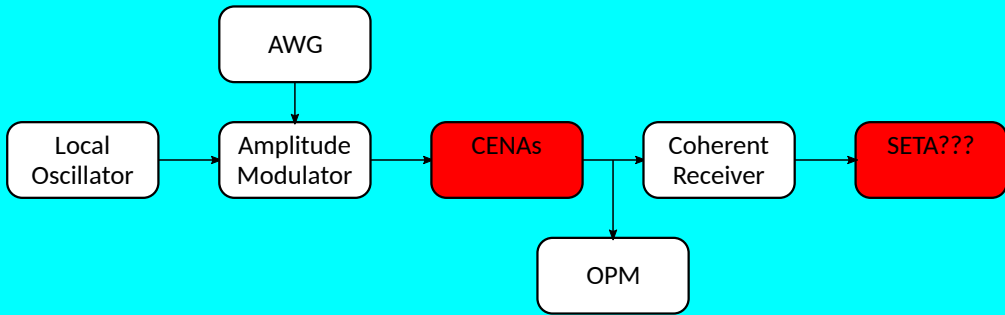 AWG
Local
Oscillator
Amplitude
Modulator
CENAs
Coherent
Receiver
SETA???
OPM